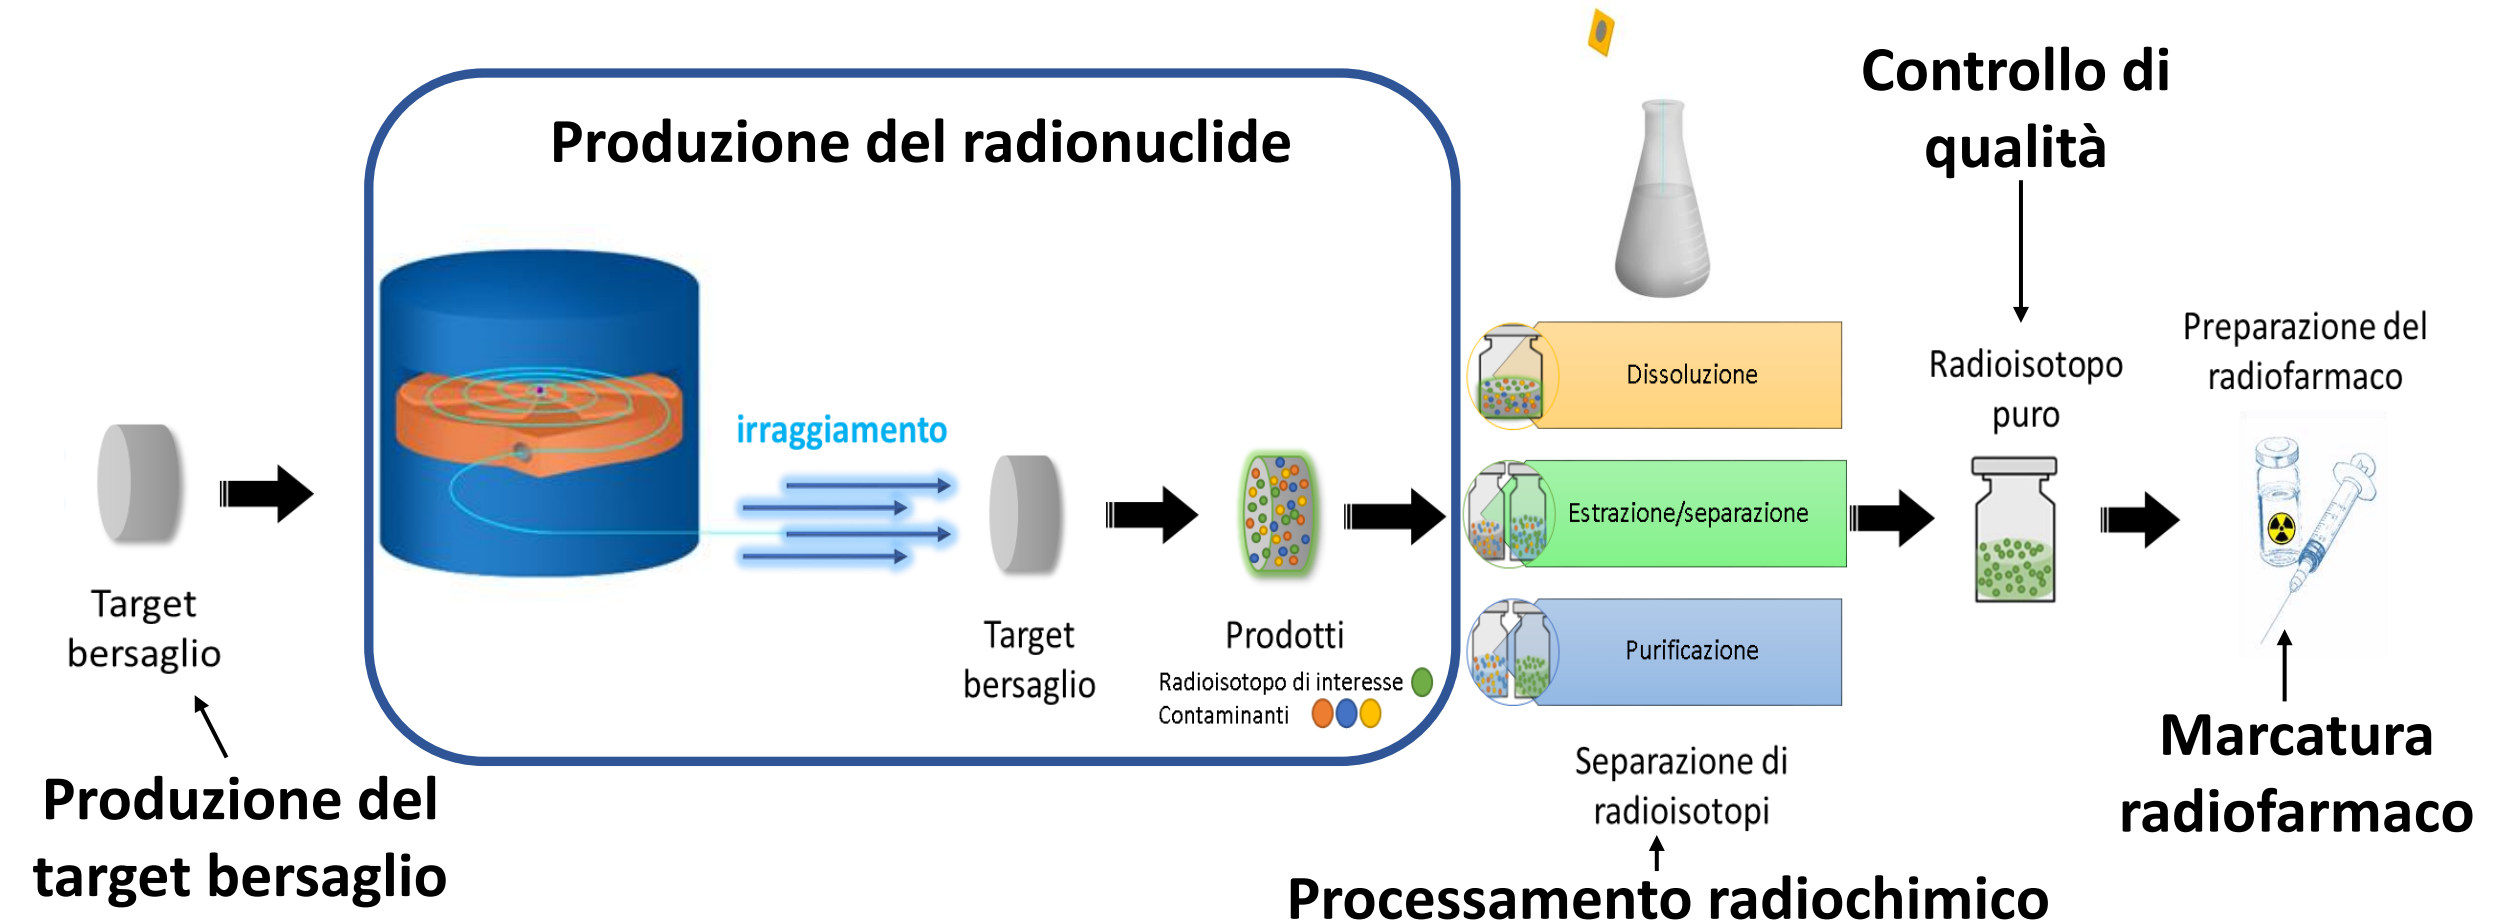 Produzione del radionuclide
irraggiamento
Target
bersaglio
Produzione del
target bersaglio
Target
bersaglio
Prodotti
Radioisotopo di interesse
Contaminanti
Dissoluzione
Estrazione/separazione
Purificazione
Separazione di
radioisotopi
Processamento radiochimico
Controllo di
qualità
Radioisotopo
puro
Preparazione del
radiofarmaco
Marcatura
radiofarmaco